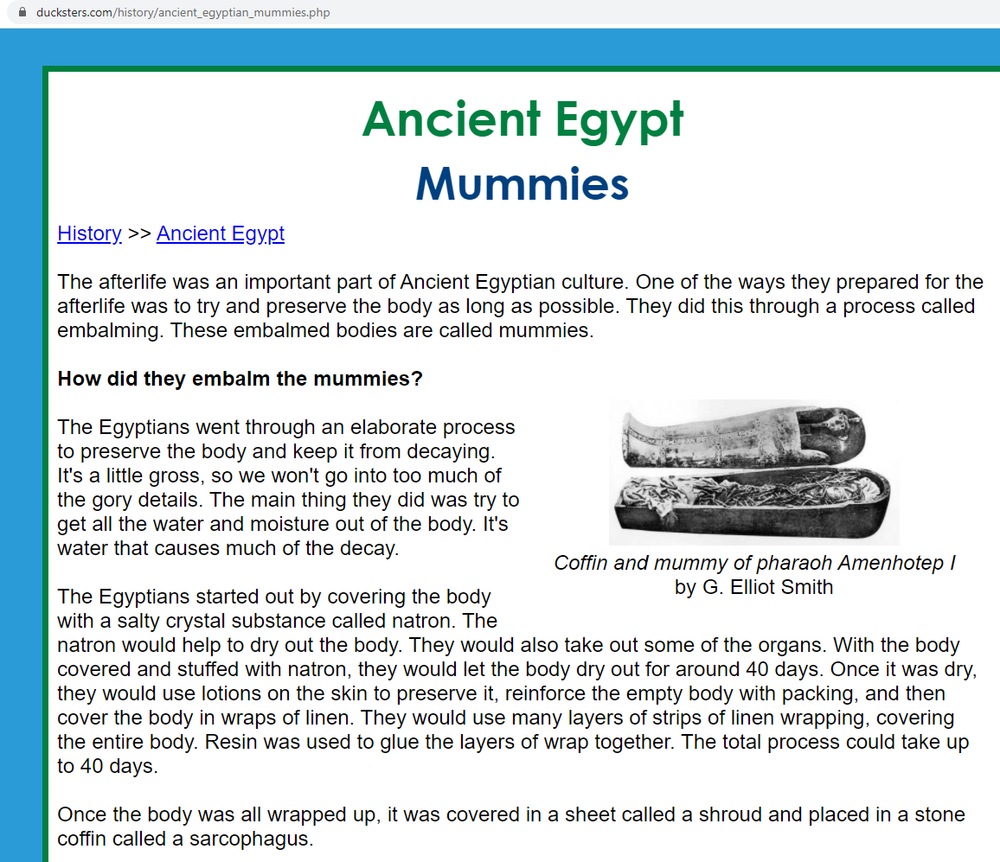 ducksters.com/history/ancient_egyptian_mummies.php
Ancient Egypt
Mummies
History >> Ancient Egypt
The afterlife was an important part of Ancient Egyptian culture. One of the ways they prepared for the
afterlife was to try and preserve the body as long as possible. They did this through a process called
embalming. These embalmed bodies are called mummies.
How did they embalm the mummies?
The Egyptians went through an elaborate process
to preserve the body and keep it from decaying.
It's a little gross, so we won't go into too much of
the gory details. The main thing they did was try to
get all the water and moisture out of the body. It's
water that causes much of the decay.
Coffin and mummy of pharaoh Amenhotep I
by G. Elliot Smith
The Egyptians started out by covering the body
with a salty crystal substance called natron. The
natron would help to dry out the body. They would also take out some of the organs. With the body
covered and stuffed with natron, they would let the body dry out for around 40 days. Once it was dry,
they would use lotions on the skin to preserve it, reinforce the empty body with packing, and then
cover the body in wraps of linen. They would use many layers of strips of linen wrapping, covering
the entire body. Resin was used to glue the layers of wrap together. The total process could take up
to 40 days.
Once the body was all wrapped up, it was covered in a sheet called a shroud and placed in a stone
coffin called a sarcophagus.